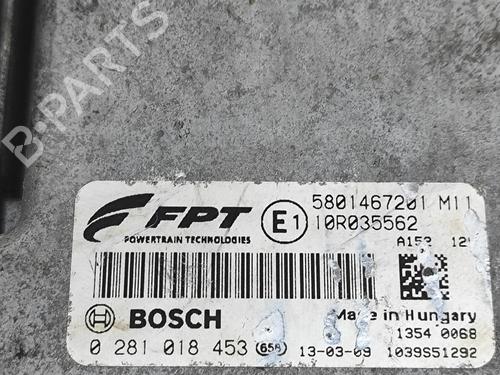 B-PARTS
FPT
POWERTRAIN TECHNOLOGIES
E1
5801467201 M11
10R035562
A153
BOSCH
Made in Hungary
1354 0068
0 281 018 453 (656) 13-03-09 1039S51292